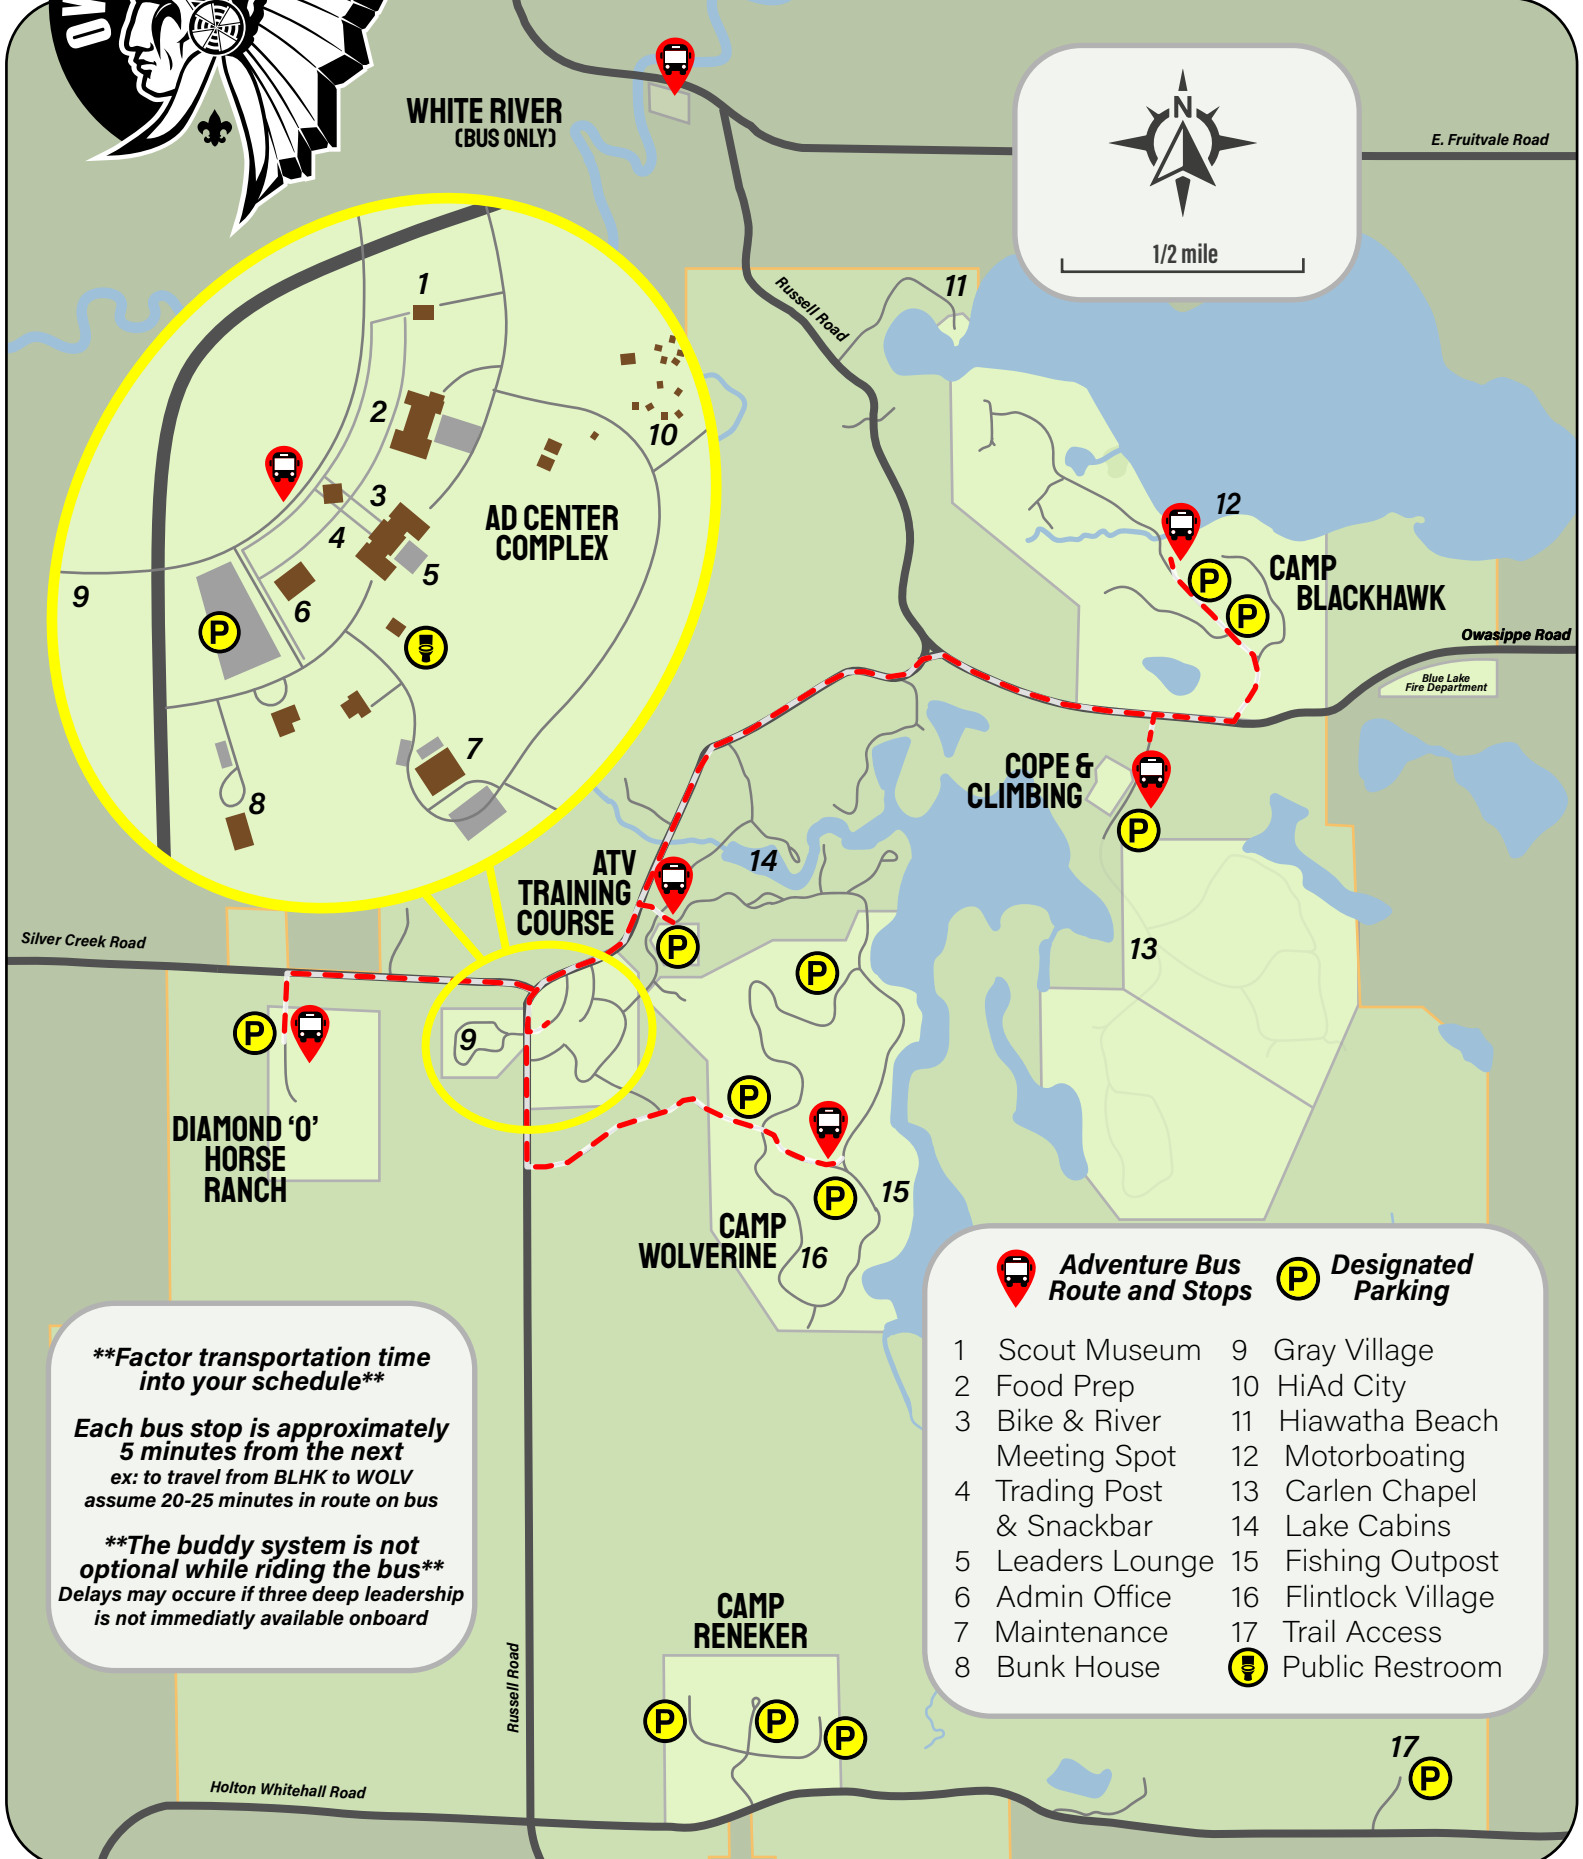 OW
WHITE RIVER
(BUS ONLY)
N
1/2 mile
E. Fruitvale Road
Russell Road
11
1
2
3
4
5
6
7
8
9
10
AD CENTER
COMPLEX
P
12
P
P
CAMP
BLACKHAWK
Owasippe Road
Blue Lake
Fire Department
COPE &
CLIMBING
P
13
ATV
TRAINING
COURSE
P
14
Silver Creek Road
P
9
DIAMOND ‘O’
HORSE
RANCH
P
P
P
15
16
CAMP
WOLVERINE
**Factor transportation time
into your schedule**
Each bus stop is approximately
5 minutes from the next
ex: to travel from BLHK to WOLV
assume 20-25 minutes in route on bus
**The buddy system is not
optional while riding the bus**
Delays may occure if three deep leadership
is not immediatly available onboard
Adventure Bus
Route and Stops
P
Designated
Parking
1 Scout Museum
2 Food Prep
3 Bike & River
Meeting Spot
4 Trading Post
& Snackbar
5 Leaders Lounge
6 Admin Office
7 Maintenance
8 Bunk House
9 Gray Village
10 HiAd City
11 Hiawatha Beach
12 Motorboating
13 Carlen Chapel
14 Lake Cabins
15 Fishing Outpost
16 Flintlock Village
17 Trail Access
Public Restroom
CAMP
RENEKER
P
P
P
Russell Road
Holton Whitehall Road
17
P